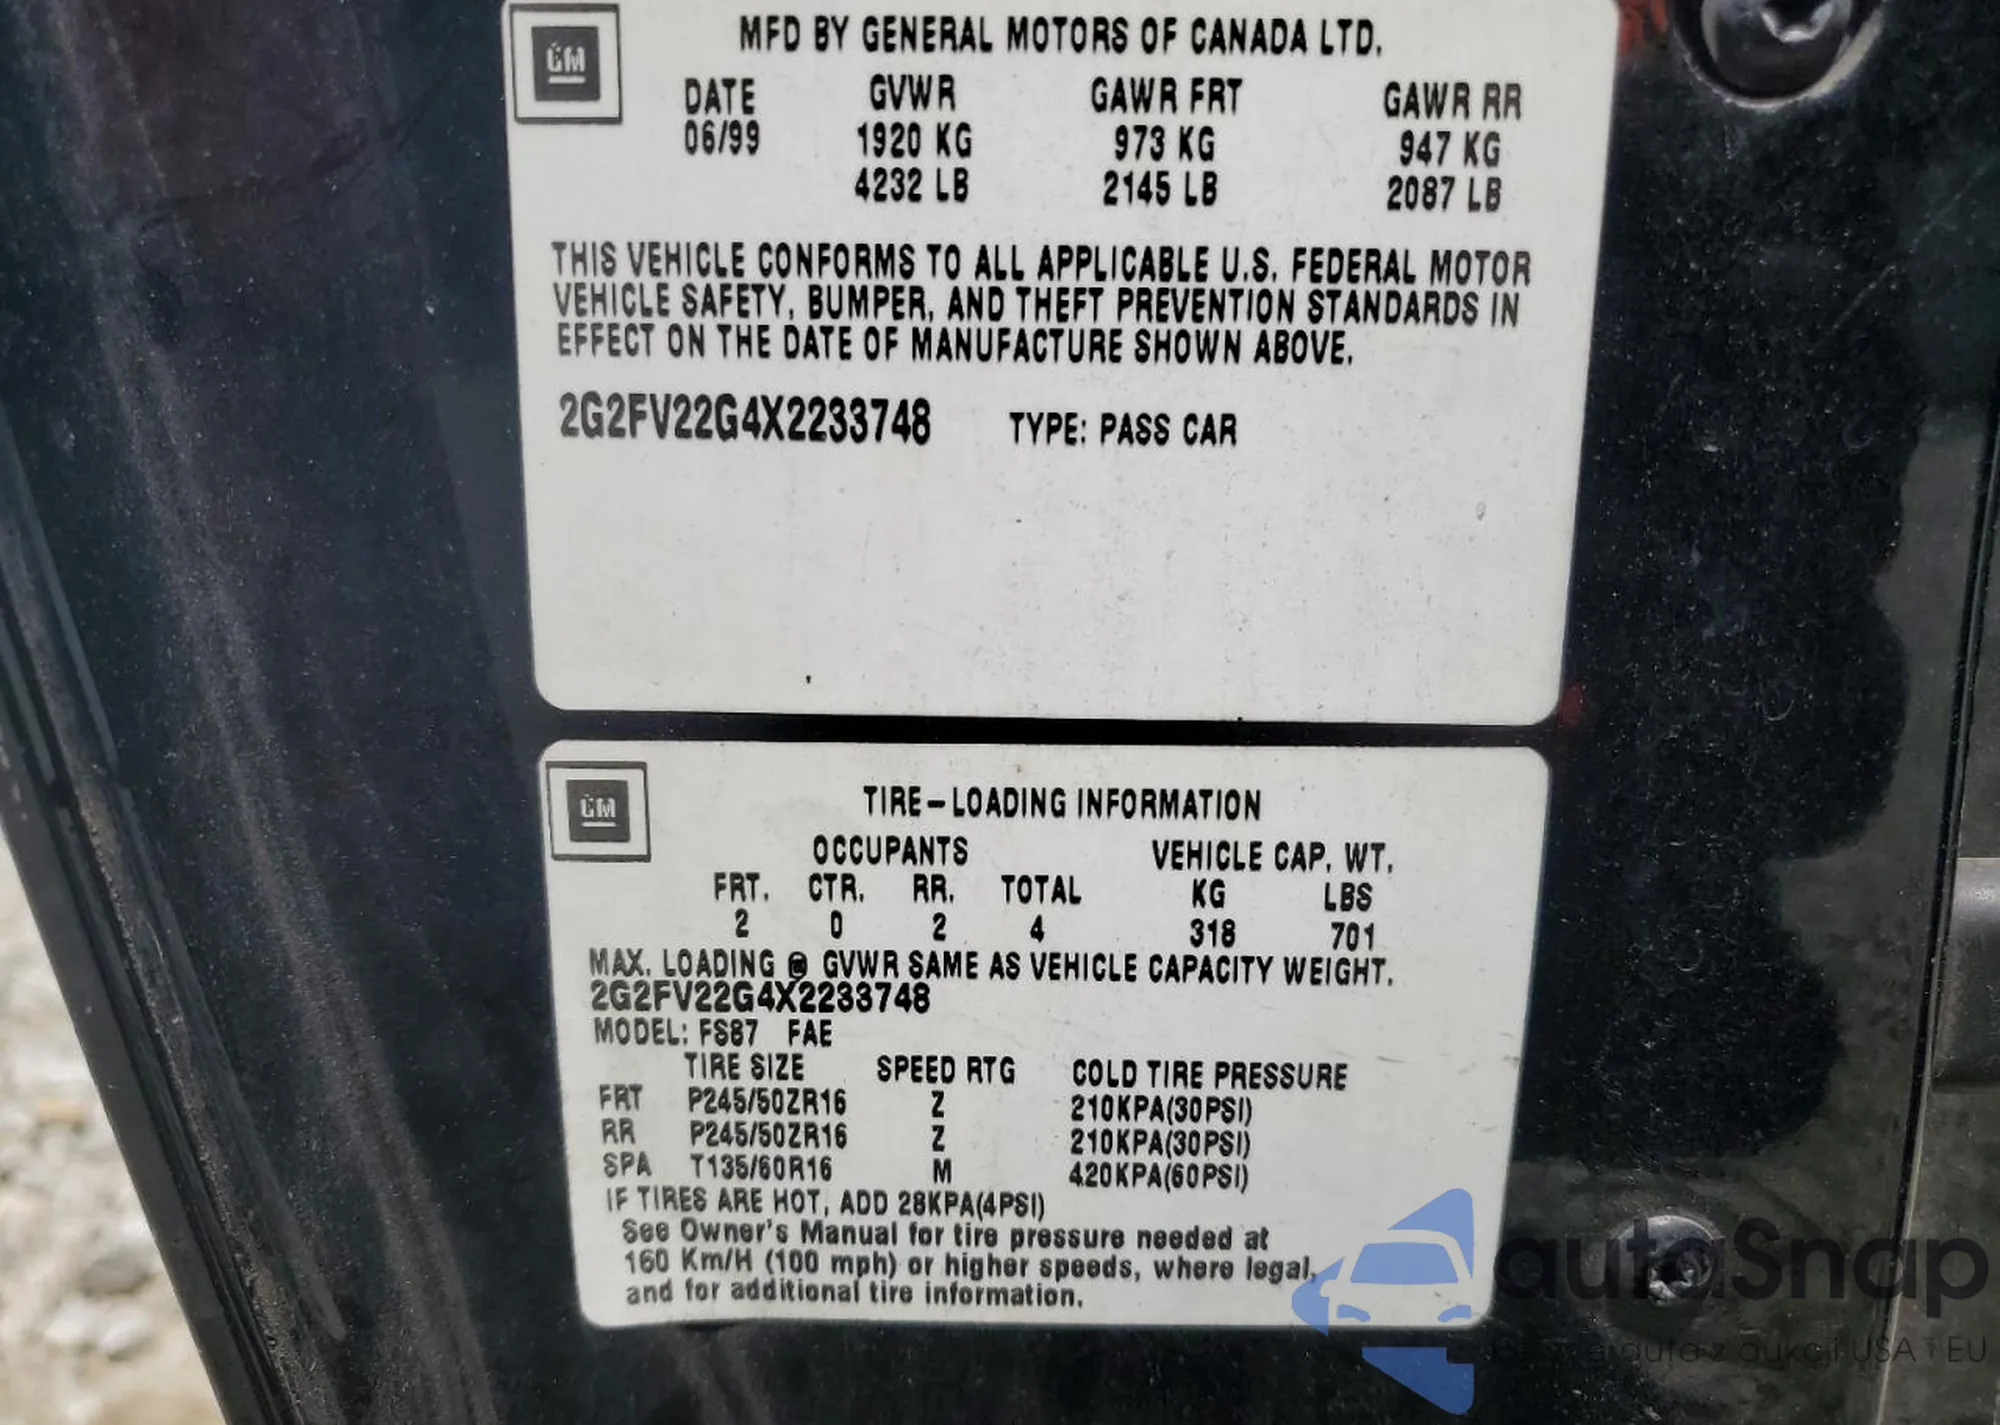 GM
MFD BY GENERAL MOTORS OF CANADA LTD.
DATE GVWR GAWR FRT GAWR RR
06/99 1920 KG 973 KG 947 KG
4232 LB 2145 LB 2087 LB
THIS VEHICLE CONFORMS TO ALL APPLICABLE U.S. FEDERAL MOTOR
VEHICLE SAFETY, BUMPER, AND THEFT PREVENTION STANDARDS IN
EFFECT ON THE DATE OF MANUFACTURE SHOWN ABOVE.
2G2FV22G4X2233748 TYPE: PASS CAR
GM
TIRE-LOADING INFORMATION
OCCUPANTS VEHICLE CAP. WT.
FRT. CTR. RR. TOTAL KG LBS
2 0 2 4 318 701
MAX. LOADING @ GVWR SAME AS VEHICLE CAPACITY WEIGHT.
2G2FV22G4X2233748
MODEL: FS87 FAE
TIRE SIZE SPEED RTG COLD TIRE PRESSURE
FRT P245/50ZR16 Z 210KPA(30PSI)
RR P245/50ZR16 Z 210KPA(30PSI)
SPA T135/60R16 M 420KPA(60PSI)
IF TIRES ARE HOT, ADD 28KPA(4PSI)
See Owner's Manual for tire pressure needed at
160 Km/H (100 mph) or higher speeds, where legal,
and for additional tire information.
autoSnap
auta z aukcji USA i EU